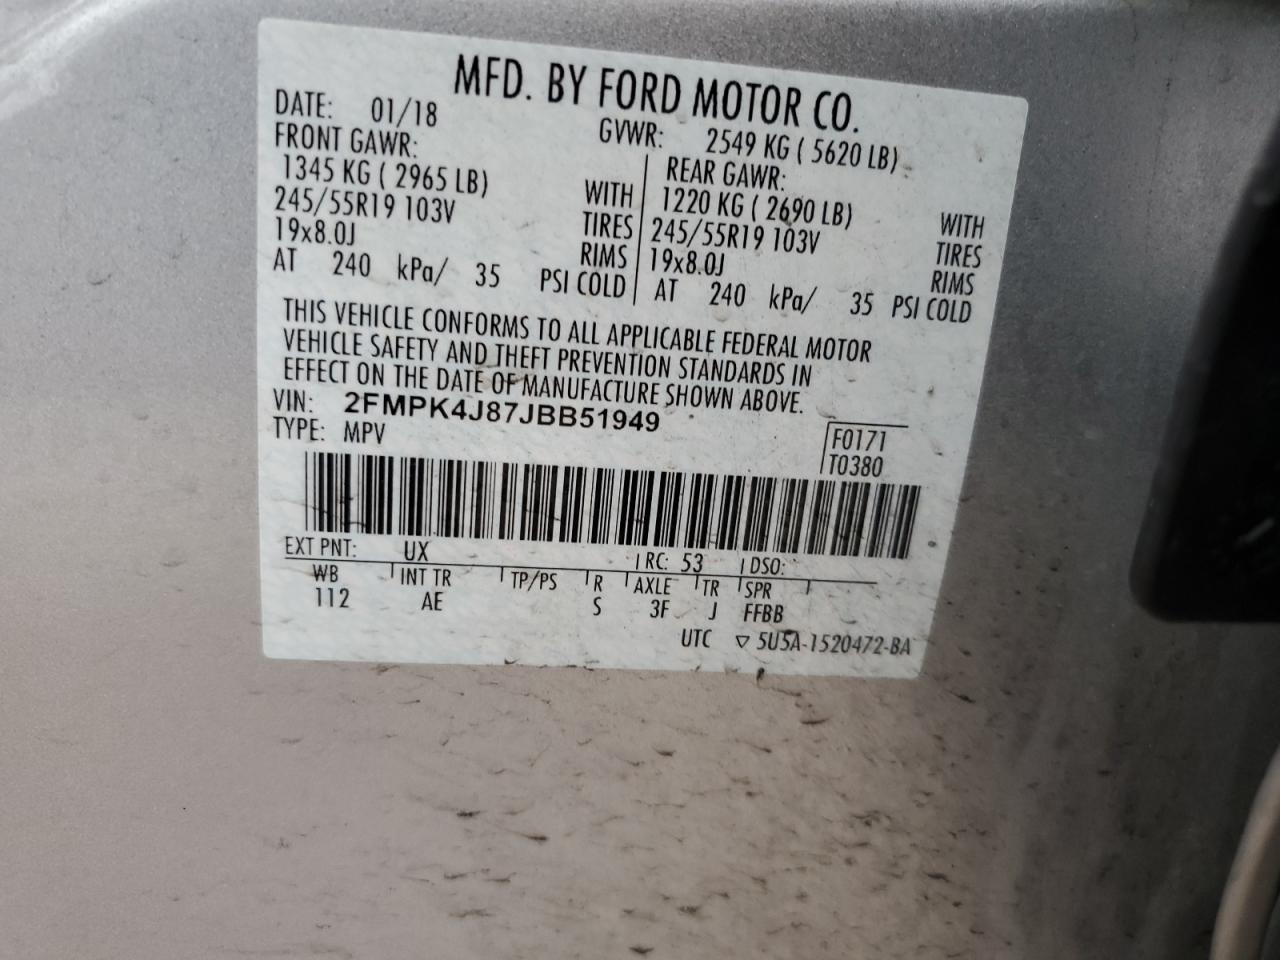 MFD. BY FORD MOTOR CO.
DATE: 01/18 GVWR: 2549 KG ( 5620 LB)
FRONT GAWR: REAR GAWR:
1345 KG ( 2965 LB) WITH 1220 KG ( 2690 LB) WITH
245/55R19 103V TIRES 245/55R19 103V TIRES
19x8.0J RIMS 19x8.0J RIMS
AT 240 kPa/ 35 PSI COLD AT 240 kPa/ 35 PSI COLD
THIS VEHICLE CONFORMS TO ALL APPLICABLE FEDERAL MOTOR
VEHICLE SAFETY AND THEFT PREVENTION STANDARDS IN
EFFECT ON THE DATE OF MANUFACTURE SHOWN ABOVE.
VIN: 2FMPK4J87JBB51949
TYPE: MPV
F0171
T0380
EXT PNT: UX RC: 53 DSO:
WB INT TR TP/PS R AXLE TR SPR
112 AE S 3F J FFBB
UTC ▽ 5U5A-1520472-BA